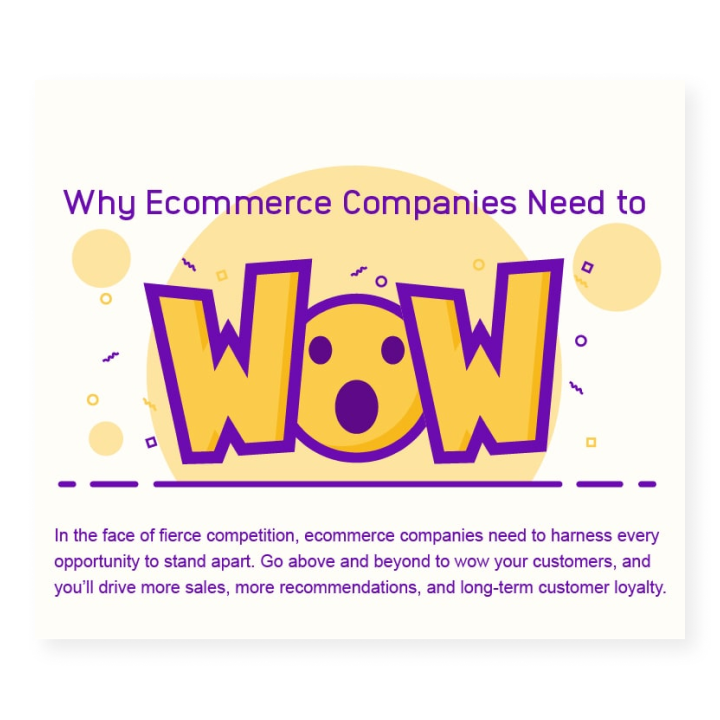 Why Ecommerce Companies Need to
WOW
In the face of fierce competition, ecommerce companies need to harness every
opportunity to stand apart. Go above and beyond to wow your customers, and
you’ll drive more sales, more recommendations, and long-term customer loyalty.